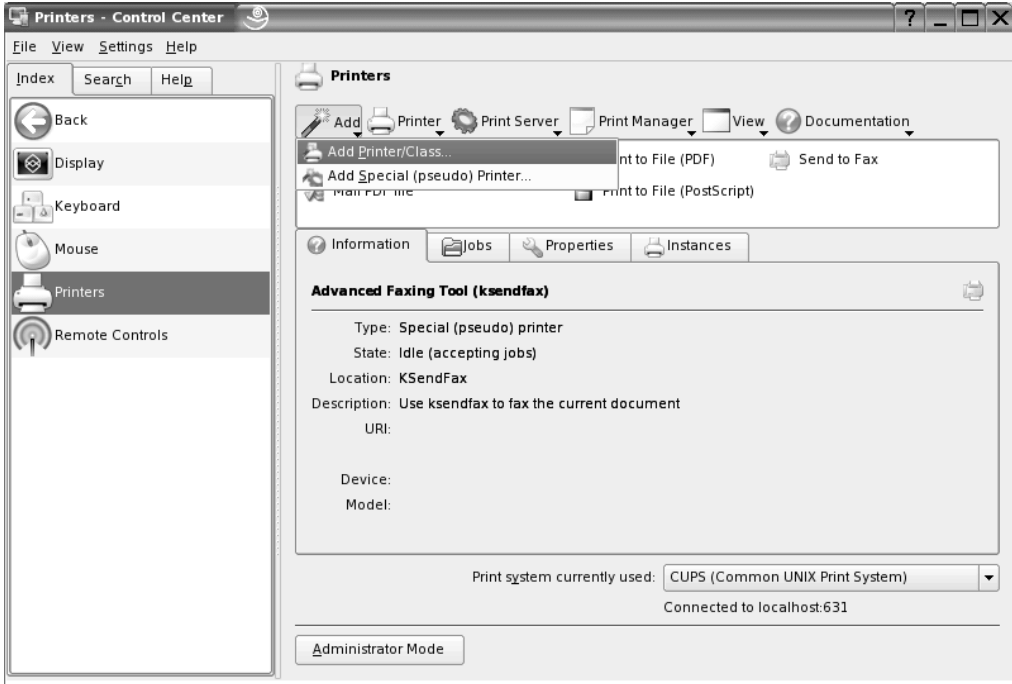 Printers - Control Center
File View Settings Help
Index Search Help
Back
Display
Keyboard
Mouse
Printers
Remote Controls
Printers
Add Printer Print Server Print Manager View Documentation
Add Printer/Class...
Add Special (pseudo) Printer...
nt to File (PDF)
Send to Fax
Mail PDF file
Print to File (PostScript)
Information Jobs Properties Instances
Advanced Faxing Tool (ksendfax)
Type: Special (pseudo) printer
State: Idle (accepting jobs)
Location: KSendFax
Description: Use ksendfax to fax the current document
URI:
Device:
Model:
Print system currently used: CUPS (Common UNIX Print System)
Connected to localhost:631
Administrator Mode